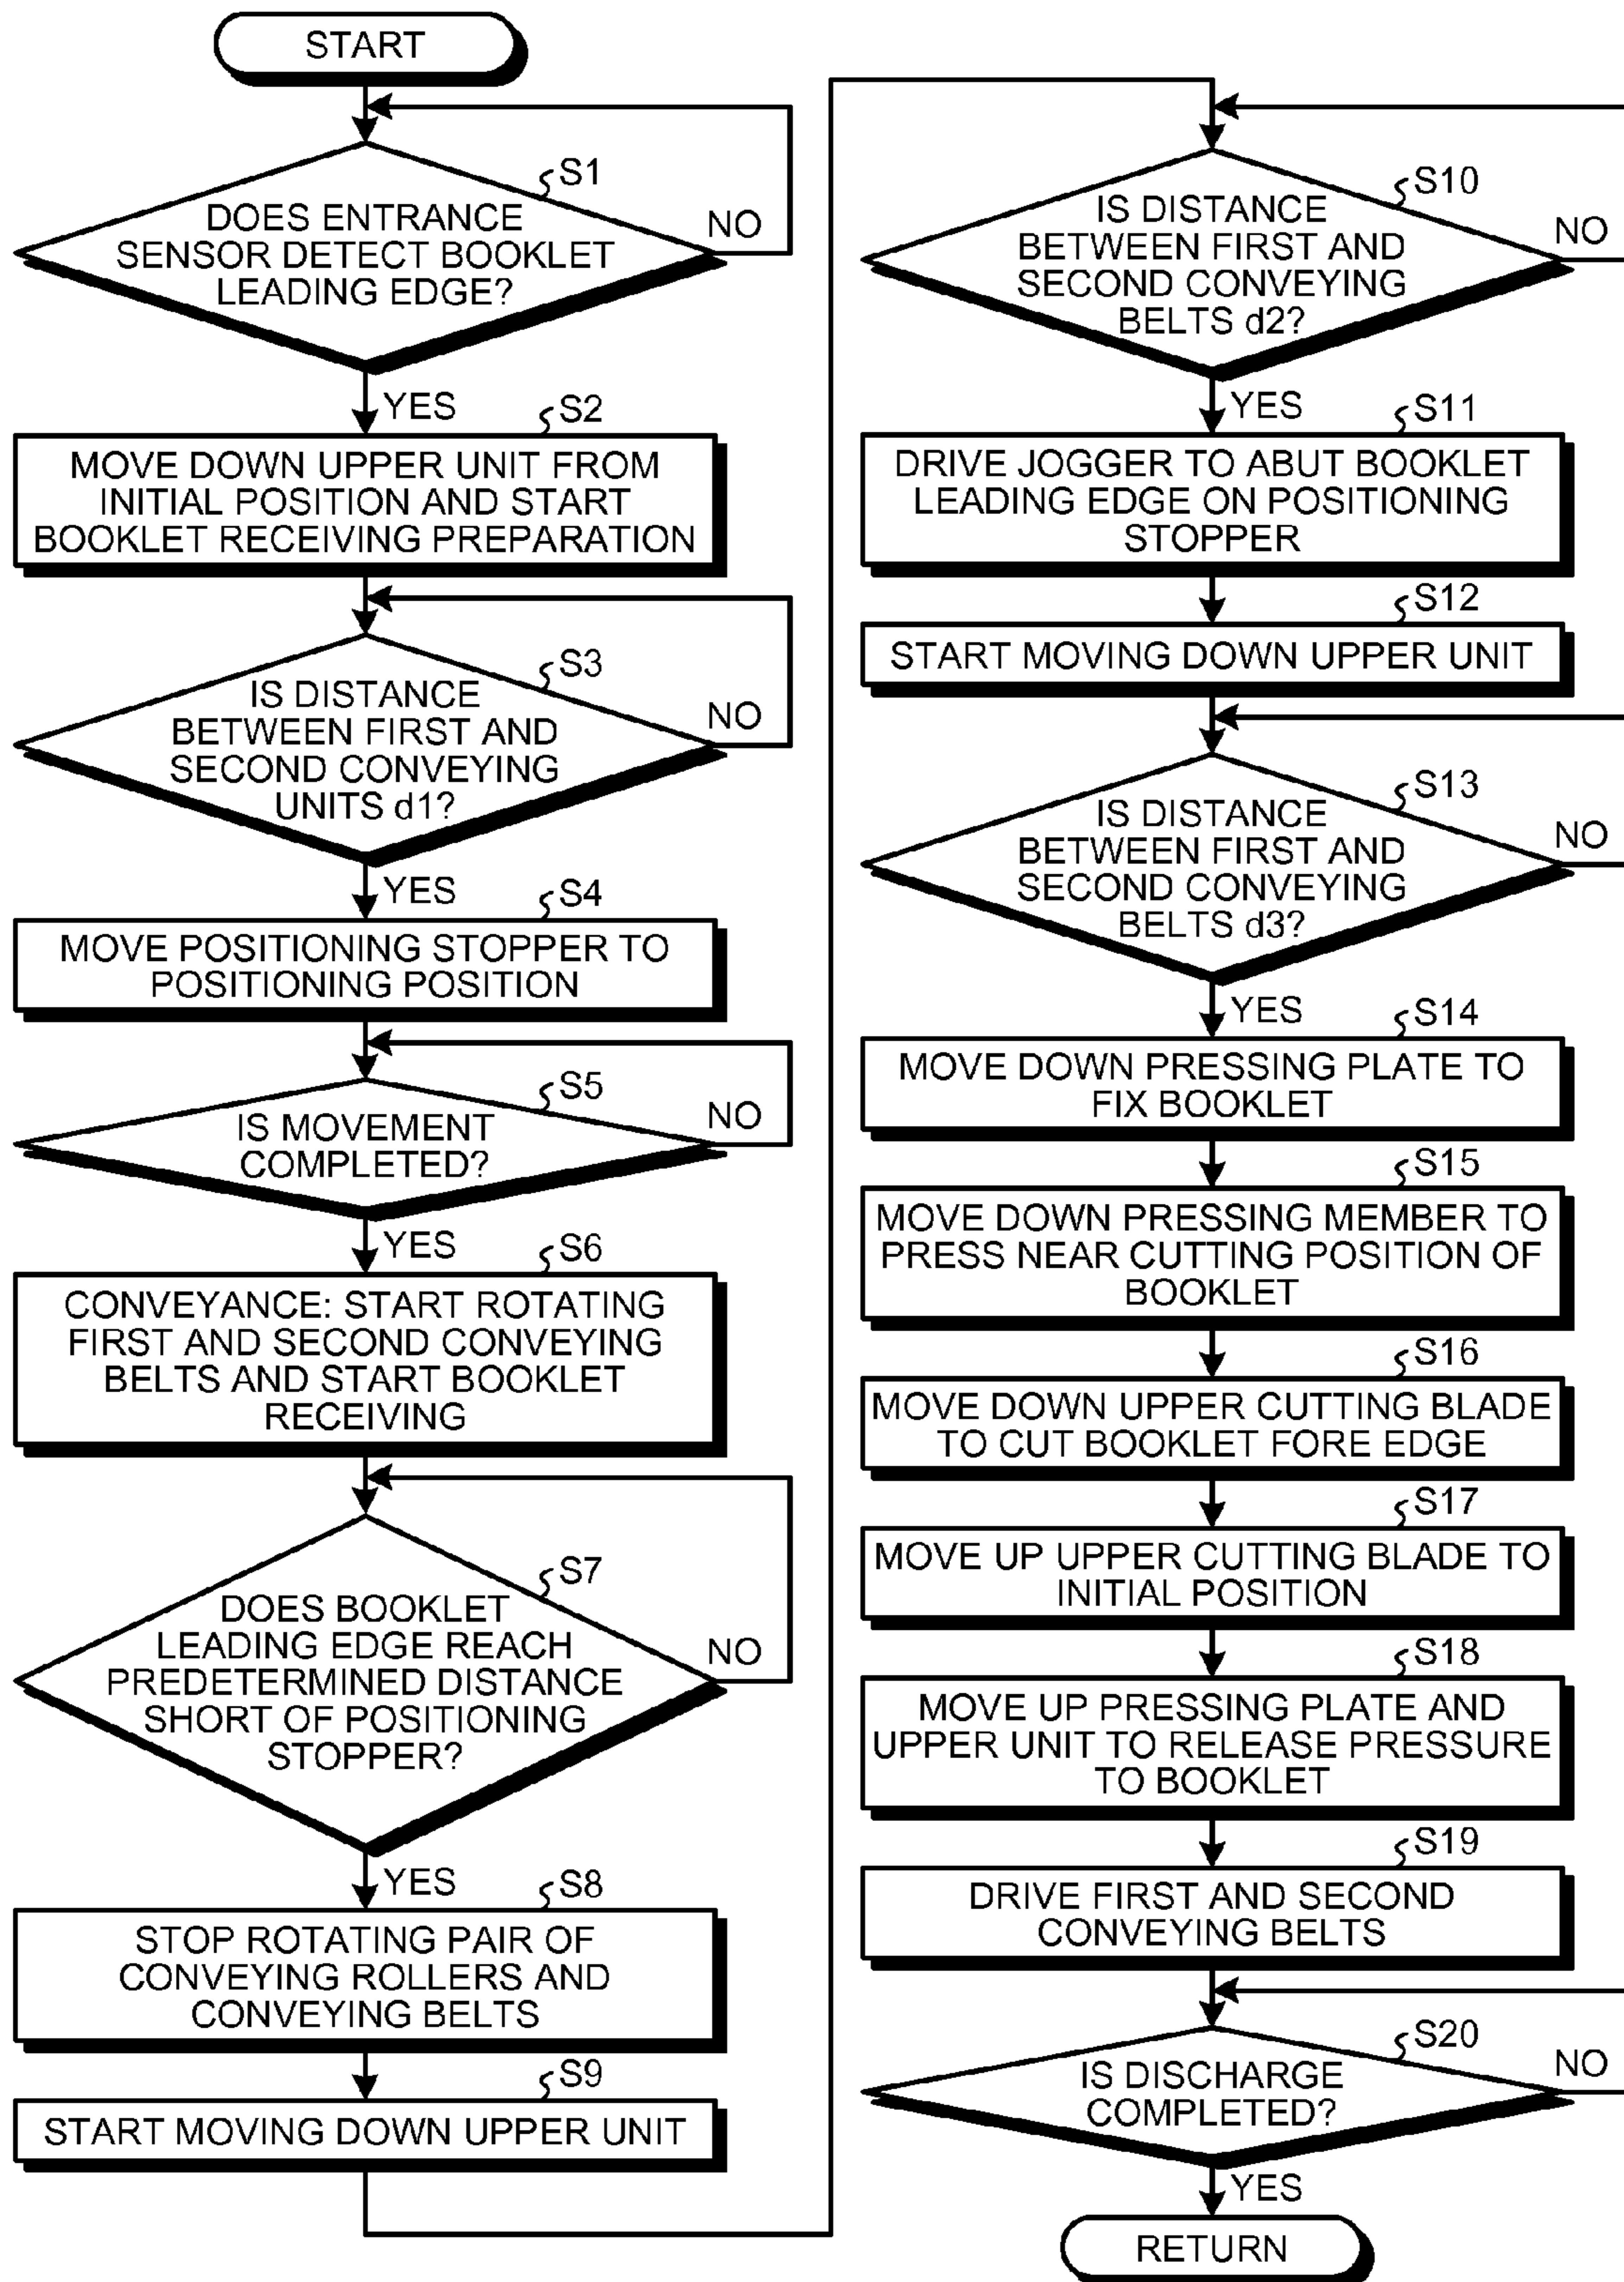 START
S1
DOES ENTRANCE
SENSOR DETECT BOOKLET
LEADING EDGE?
NO
YES
S2
MOVE DOWN UPPER UNIT FROM
INITIAL POSITION AND START
BOOKLET RECEIVING PREPARATION
S3
IS DISTANCE
BETWEEN FIRST AND
SECOND CONVEYING
UNITS d1?
NO
YES
S4
MOVE POSITIONING STOPPER TO
POSITIONING POSITION
S5
IS MOVEMENT
COMPLETED?
NO
YES
S6
CONVEYANCE: START ROTATING
FIRST AND SECOND CONVEYING
BELTS AND START BOOKLET
RECEIVING
S7
DOES BOOKLET
LEADING EDGE REACH
PREDETERMINED DISTANCE
SHORT OF POSITIONING
STOPPER?
NO
YES
S8
STOP ROTATING PAIR OF
CONVEYING ROLLERS AND
CONVEYING BELTS
S9
START MOVING DOWN UPPER UNIT
S10
IS DISTANCE
BETWEEN FIRST AND
SECOND CONVEYING
BELTS d2?
NO
YES
S11
DRIVE JOGGER TO ABUT BOOKLET
LEADING EDGE ON POSITIONING
STOPPER
S12
START MOVING DOWN UPPER UNIT
S13
IS DISTANCE
BETWEEN FIRST AND
SECOND CONVEYING
BELTS d3?
NO
YES
S14
MOVE DOWN PRESSING PLATE TO
FIX BOOKLET
S15
MOVE DOWN PRESSING MEMBER TO
PRESS NEAR CUTTING POSITION OF
BOOKLET
S16
MOVE DOWN UPPER CUTTING BLADE
TO CUT BOOKLET FORE EDGE
S17
MOVE UP UPPER CUTTING BLADE TO
INITIAL POSITION
S18
MOVE UP PRESSING PLATE AND
UPPER UNIT TO RELEASE PRESSURE
TO BOOKLET
S19
DRIVE FIRST AND SECOND
CONVEYING BELTS
S20
IS DISCHARGE
COMPLETED?
NO
YES
RETURN